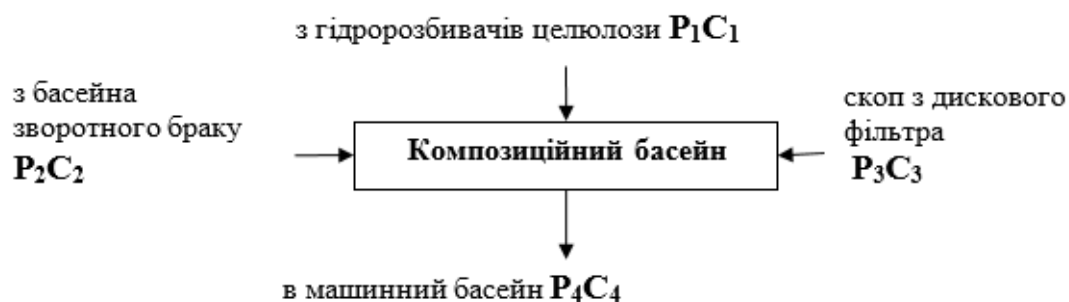 з гідророзбивачів целюлози P₁C₁
з басейна
зворотного браку
P₂C₂
Композиційний басейн
скоп з дискового
фільтра
P₃C₃
в машинний басейн P₄C₄